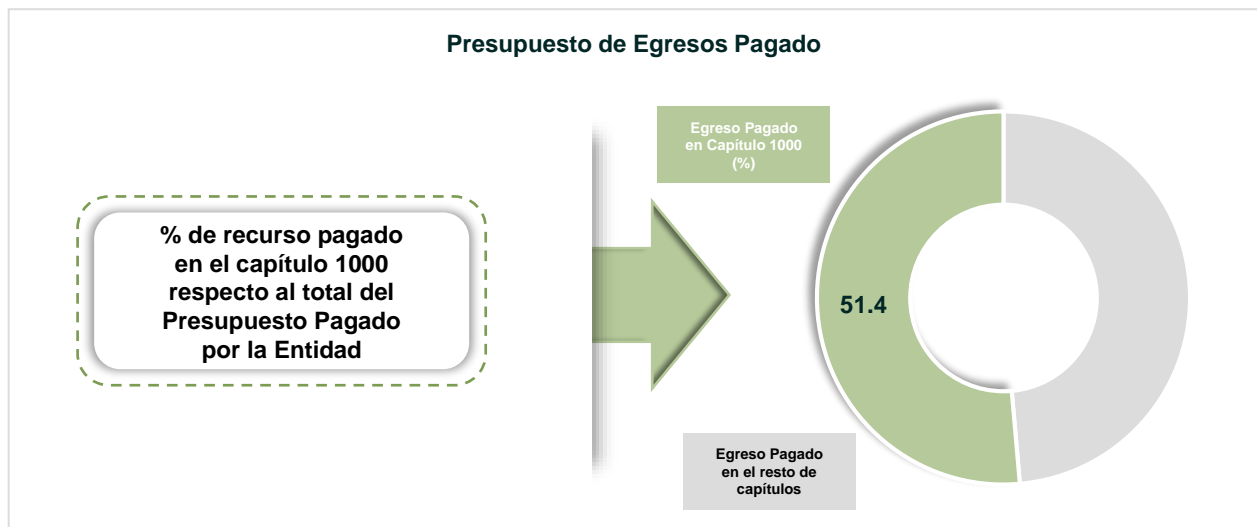 Presupuesto de Egresos Pagado
Egreso Pagado
en Capítulo 1000
(%)
% de recurso pagado
en el capítulo 1000
respecto al total del
Presupuesto Pagado
por la Entidad
51.4
Egreso Pagado
en el resto de
capítulos